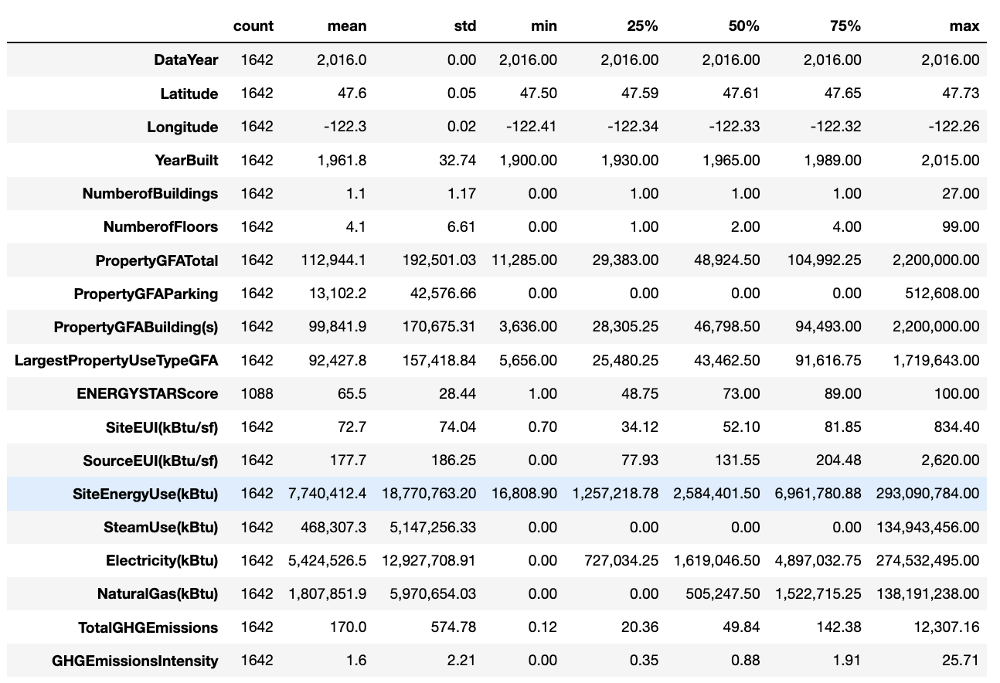 count mean std min 25% 50% 75% max
DataYear 1642 2,016.0 0.00 2,016.00 2,016.00 2,016.00 2,016.00 2,016.00
Latitude 1642 47.6 0.05 47.50 47.59 47.61 47.65 47.73
Longitude 1642 -122.3 0.02 -122.41 -122.34 -122.33 -122.32 -122.26
YearBuilt 1642 1,961.8 32.74 1,900.00 1,930.00 1,965.00 1,989.00 2,015.00
NumberofBuildings 1642 1.1 1.17 0.00 1.00 1.00 1.00 27.00
NumberofFloors 1642 4.1 6.61 0.00 1.00 2.00 4.00 99.00
PropertyGFATotal 1642 112,944.1 192,501.03 11,285.00 29,383.00 48,924.50 104,992.25 2,200,000.00
PropertyGFAParking 1642 13,102.2 42,576.66 0.00 0.00 0.00 0.00 512,608.00
PropertyGFABuilding(s) 1642 99,841.9 170,675.31 3,636.00 28,305.25 46,798.50 94,493.00 2,200,000.00
LargestPropertyUseTypeGFA 1642 92,427.8 157,418.84 5,656.00 25,480.25 43,462.50 91,616.75 1,719,643.00
ENERGYSTARScore 1088 65.5 28.44 1.00 48.75 73.00 89.00 100.00
SiteEUI(kBtu/sf) 1642 72.7 74.04 0.70 34.12 52.10 81.85 834.40
SourceEUI(kBtu/sf) 1642 177.7 186.25 0.00 77.93 131.55 204.48 2,620.00
SiteEnergyUse(kBtu) 1642 7,740,412.4 18,770,763.20 16,808.90 1,257,218.78 2,584,401.50 6,961,780.88 293,090,784.00
SteamUse(kBtu) 1642 468,307.3 5,147,256.33 0.00 0.00 0.00 0.00 134,943,456.00
Electricity(kBtu) 1642 5,424,526.5 12,927,708.91 0.00 727,034.25 1,619,046.50 4,897,032.75 274,532,495.00
NaturalGas(kBtu) 1642 1,807,851.9 5,970,654.03 0.00 0.00 505,247.50 1,522,715.25 138,191,238.00
TotalGHGEmissions 1642 170.0 574.78 0.12 20.36 49.84 142.38 12,307.16
GHGEmissionsIntensity 1642 1.6 2.21 0.00 0.35 0.88 1.91 25.71